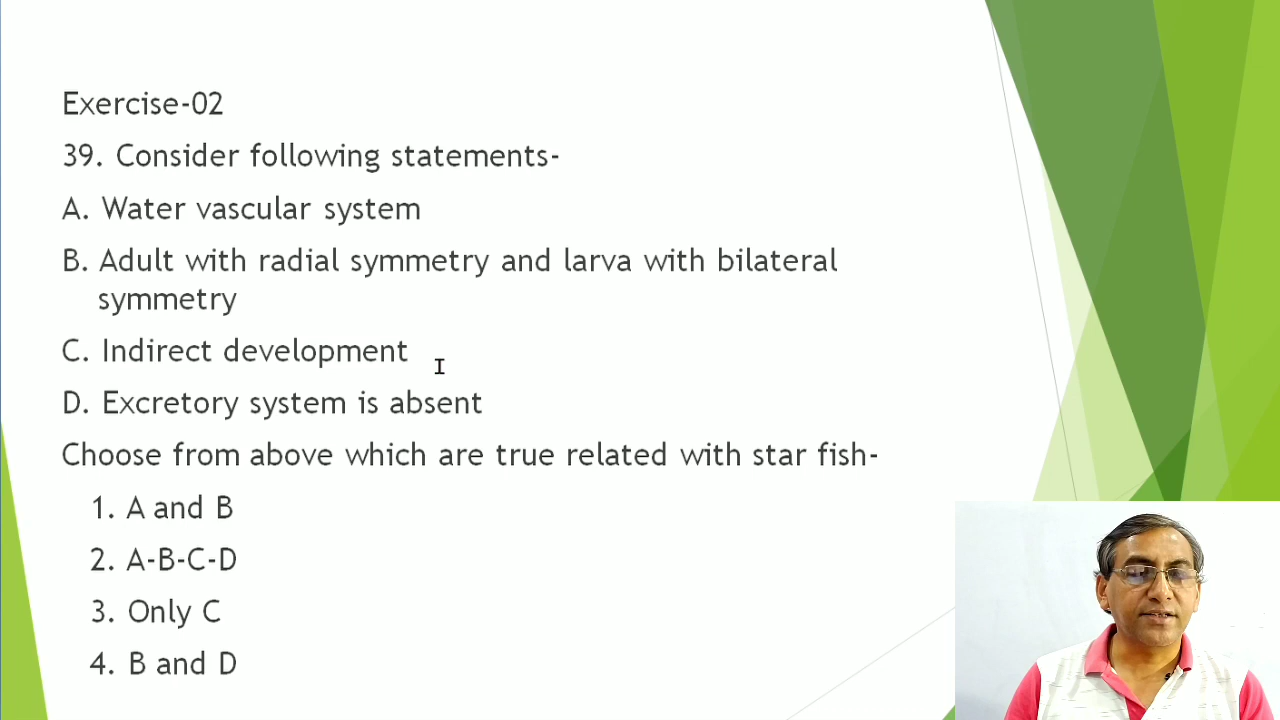 Exercise-02
39. Consider following statements-
A. Water vascular system
B. Adult with radial symmetry and larva with bilateral
symmetry
C. Indirect development
D. Excretory system is absent
Choose from above which are true related with star fish-
1. A and B
2. A-B-C-D
3. Only C
4. B and D